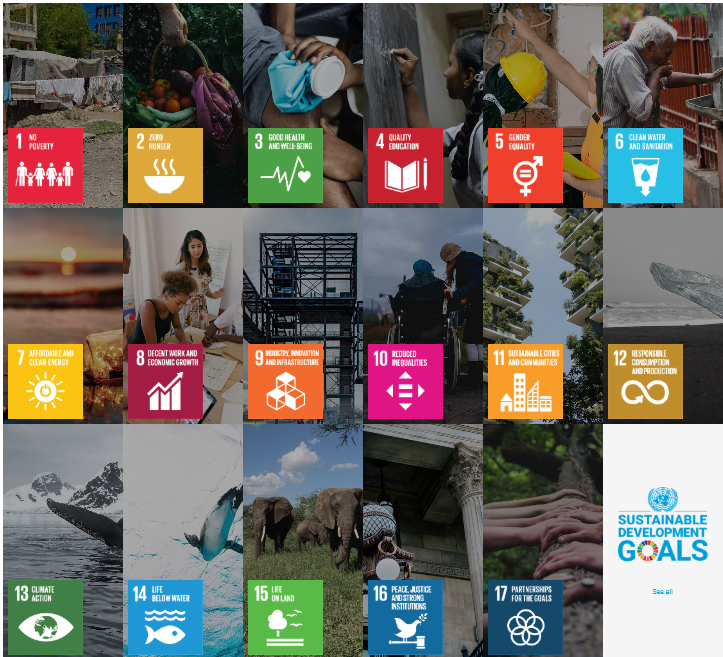 1 NO
POVERTY
2 ZERO
HUNGER
3 GOOD HEALTH
AND WELL-BEING
4 QUALITY
EDUCATION
5 GENDER
EQUALITY
6 CLEAN WATER
AND SANITATION
7 AFFORDABLE AND
CLEAN ENERGY
8 DECENT WORK AND
ECONOMIC GROWTH
9 INDUSTRY, INNOVATION
AND INFRASTRUCTURE
10 REDUCED
INEQUALITIES
11 SUSTAINABLE CITIES
AND COMMUNITIES
12 RESPONSIBLE
CONSUMPTION
AND PRODUCTION
13 CLIMATE
ACTION
14 LIFE
BELOW WATER
15 LIFE
ON LAND
16 PEACE, JUSTICE
AND STRONG
INSTITUTIONS
17 PARTNERSHIPS
FOR THE GOALS
SUSTAINABLE
DEVELOPMENT
GOALS
See all